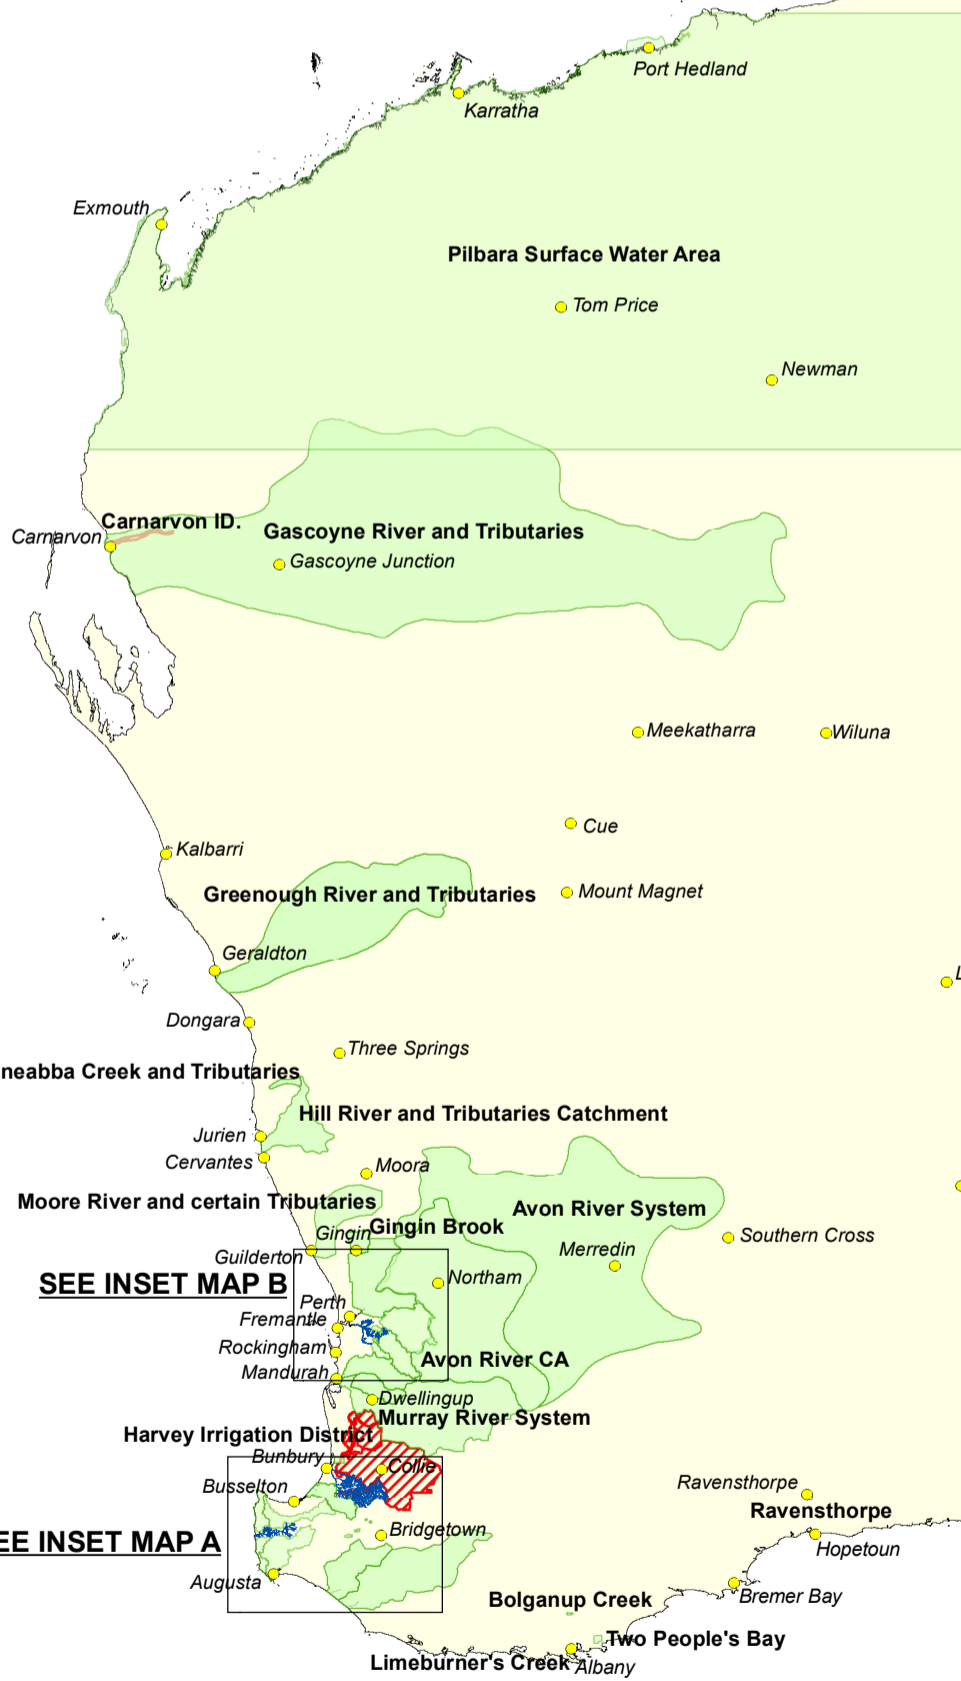 Port Hedland
Karratha
Exmouth
Pilbara Surface Water Area
Tom Price
Newman
Carnarvon ID.
Gascoyne River and Tributaries
Carnarvon
Gascoyne Junction
Meekatharra
Wiluna
Cue
Kalbarri
Greenough River and Tributaries
Mount Magnet
Geraldton
L
Dongara
Three Springs
neabba Creek and Tributaries
Hill River and Tributaries Catchment
Jurien
Cervantes
Moora
Moore River and certain Tributaries
Avon River System
Gingin Brook
Gingin
Southern Cross
Guilderton
Merredin
SEE INSET MAP B
Northam
Perth
Fremantle
Rockingham
Avon River CA
Mandurah
Dwellingup
Murray River System
Harvey Irrigation District
Bunbury
Collie
Busselton
Ravensthorpe
Ravensthorpe
Bridgetown
EE INSET MAP A
Hopetoun
Augusta
Bremer Bay
Bolganup Creek
Two People's Bay
Limeburner's Creek
Albany